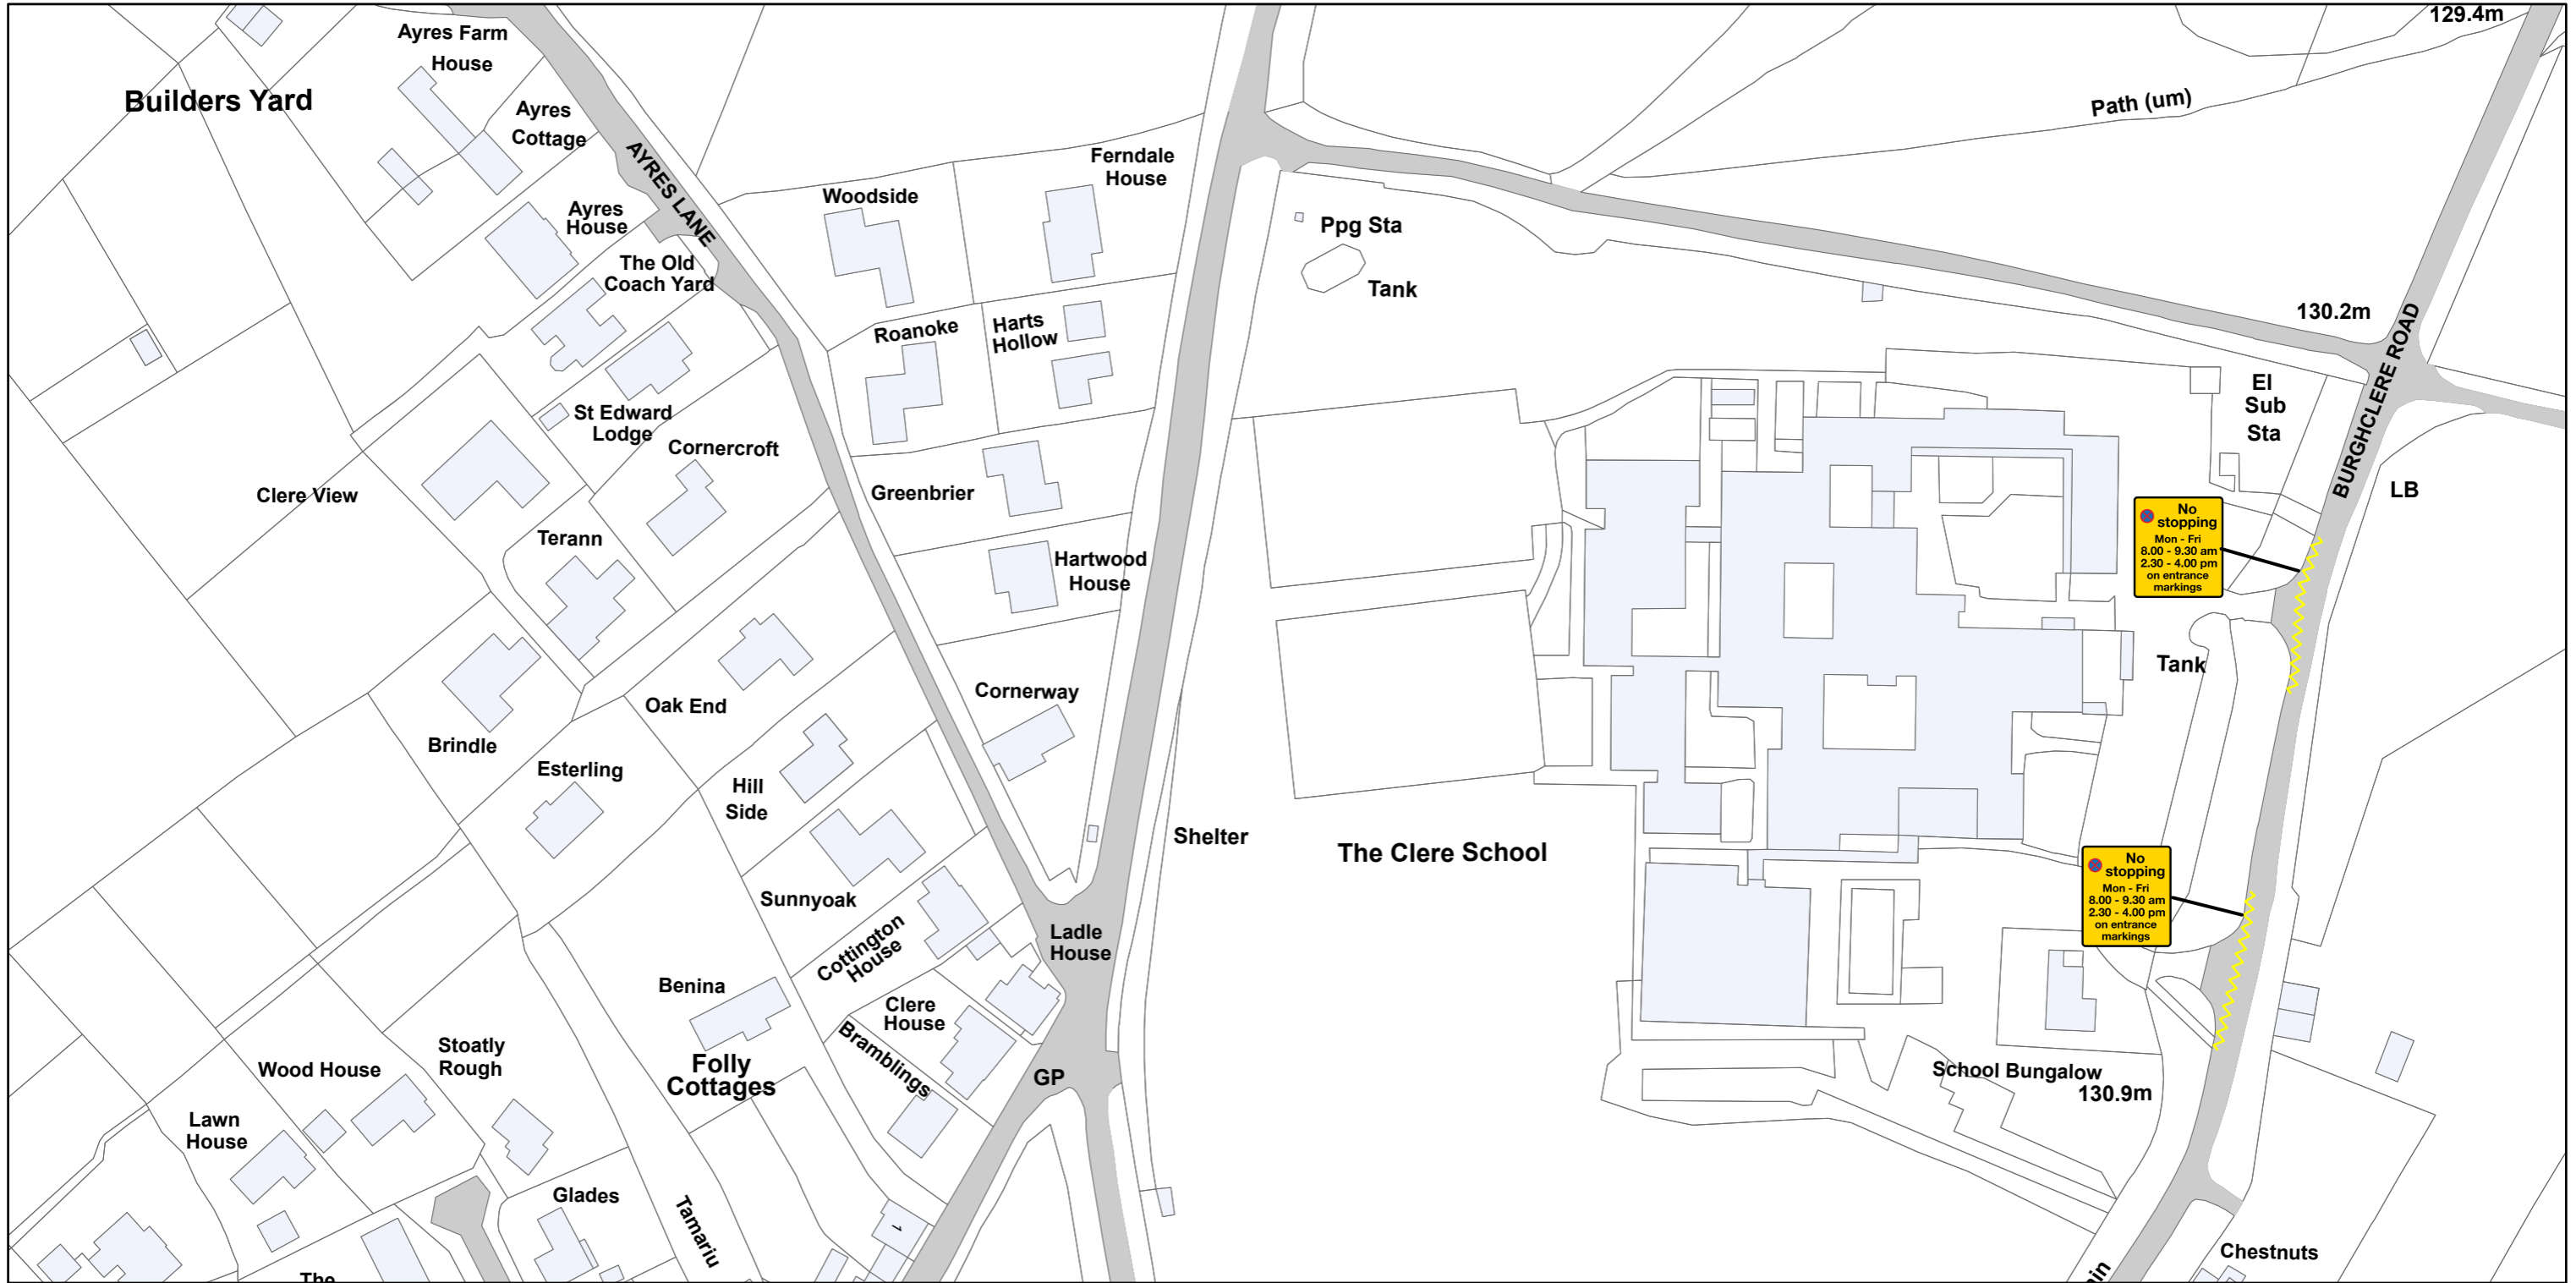 129.4m
Ayres Farm
House
Builders Yard
Ayres
Cottage
Path (um)
AYRES LANE
Ferndale
House
Woodside
Ayres
House
Ppg Sta
The Old
Coach Yard
Tank
130.2m
Roanoke
Harts
Hollow
BURGHCLERE ROAD
El
Sub
Sta
St Edward
Lodge
Cornercroft
Clere View
Greenbrier
LB
No
stopping
Mon - Fri
8.00 - 9.30 am
2.30 - 4.00 pm
on entrance
markings
Terann
Hartwood
House
Tank
Cornerway
Oak End
Brindle
Esterling
Hill
Side
Shelter
The Clere School
No
stopping
Mon - Fri
8.00 - 9.30 am
2.30 - 4.00 pm
on entrance
markings
Sunnyoak
Cottington
House
Ladle
House
Benina
Clere
House
Bramblings
Stoatly
Rough
Wood House
Folly
Cottages
GP
School Bungalow
130.9m
Lawn
House
Glades
Tamariu
1
Chestnuts
The